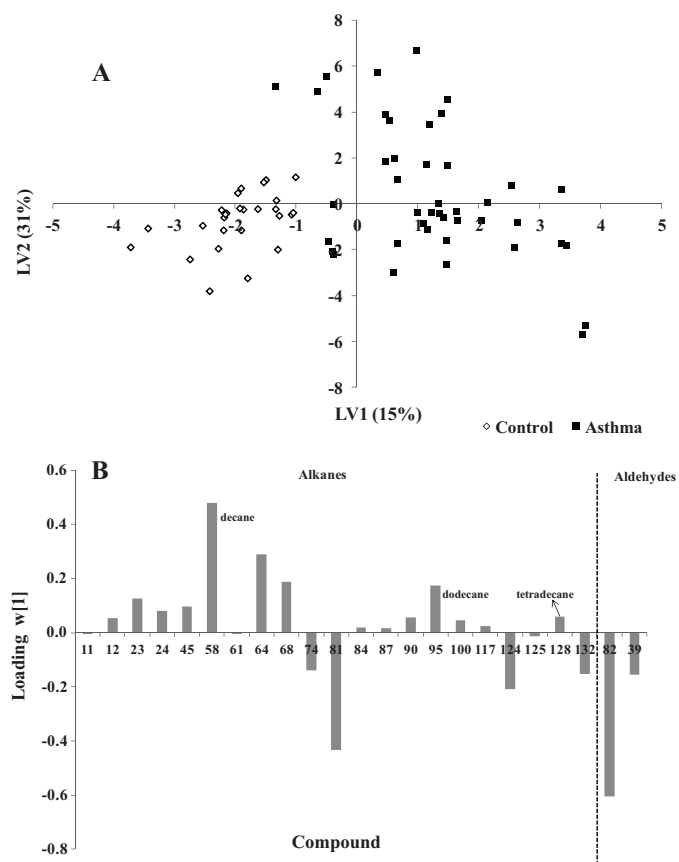 A
8
6
4
2
0
-2
-4
-6
-8
-5 -4 -3 -2 -1 0 1 2 3 4 5
LV2 (31%)
LV1 (15%)
Control Asthma
B
Alkanes Aldehydes
0.6
0.4
0.2
0.0
-0.2
-0.4
-0.6
-0.8
Loading w[1]
decane
dodecane
tetradecane
11 12 23 24 45 58 61 64 68 74 81 84 87 90 95 100 117 124 125 128 132 82 39
Compound